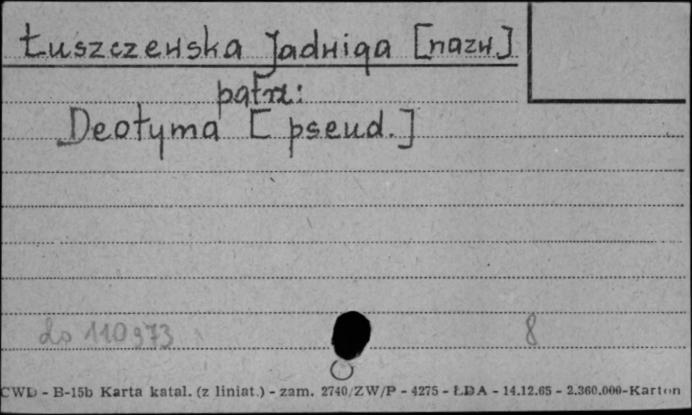 Łuszczewska Jadwiga [nazw.]
patrz:
Deotyma [pseud.]
do 110973 8
CWD - B-15b Karta katal. (z liniat.) - zam. 2740/ZW/P - 4275 - ŁDA - 14.12.65 - 2.360.000-Karton